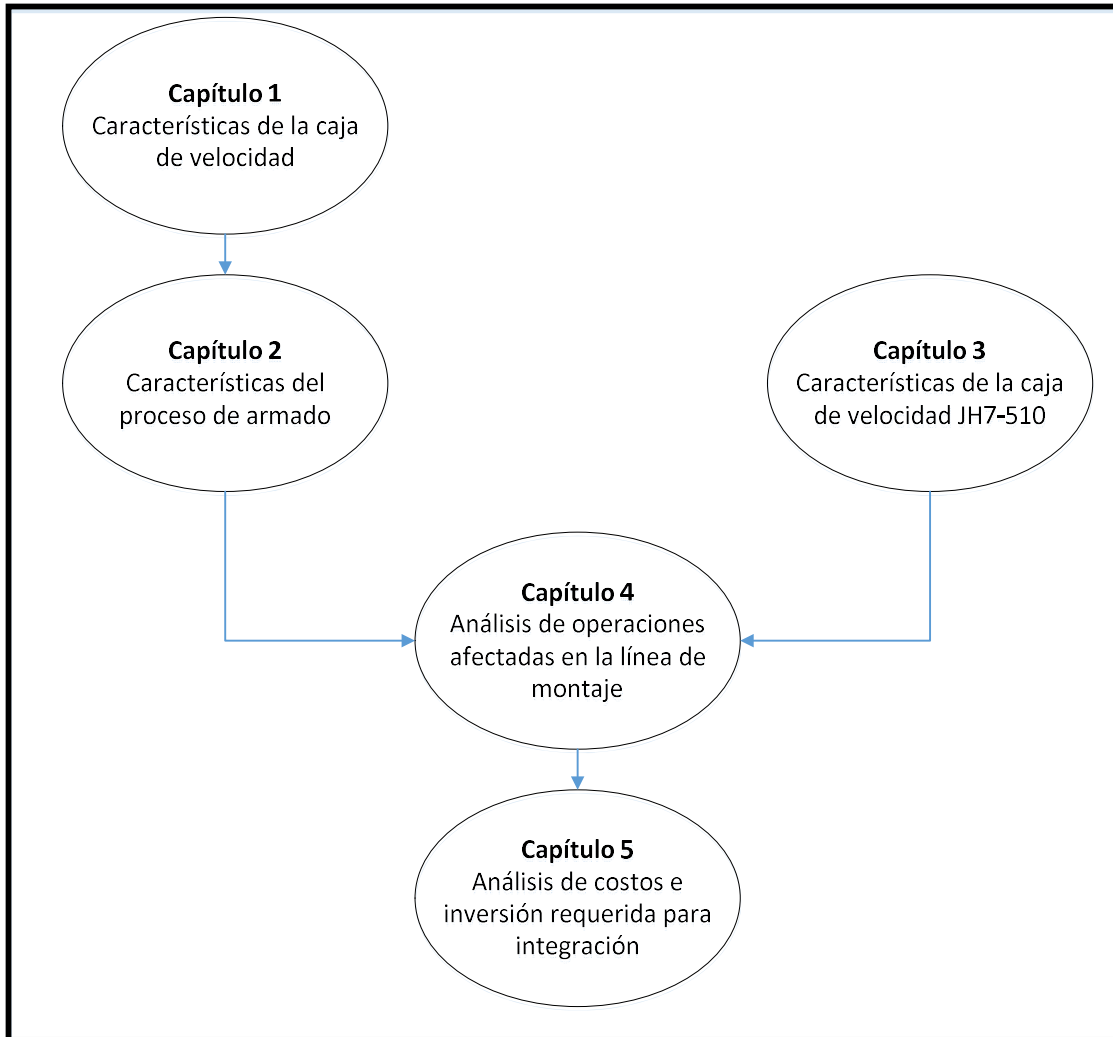 Capítulo 1
Características de la caja
de velocidad
Capítulo 2
Características del
proceso de armado
Capítulo 3
Características de la caja
de velocidad JH7-510
Capítulo 4
Análisis de operaciones
afectadas en la línea de
montaje
Capítulo 5
Análisis de costos e
inversión requerida para
integración